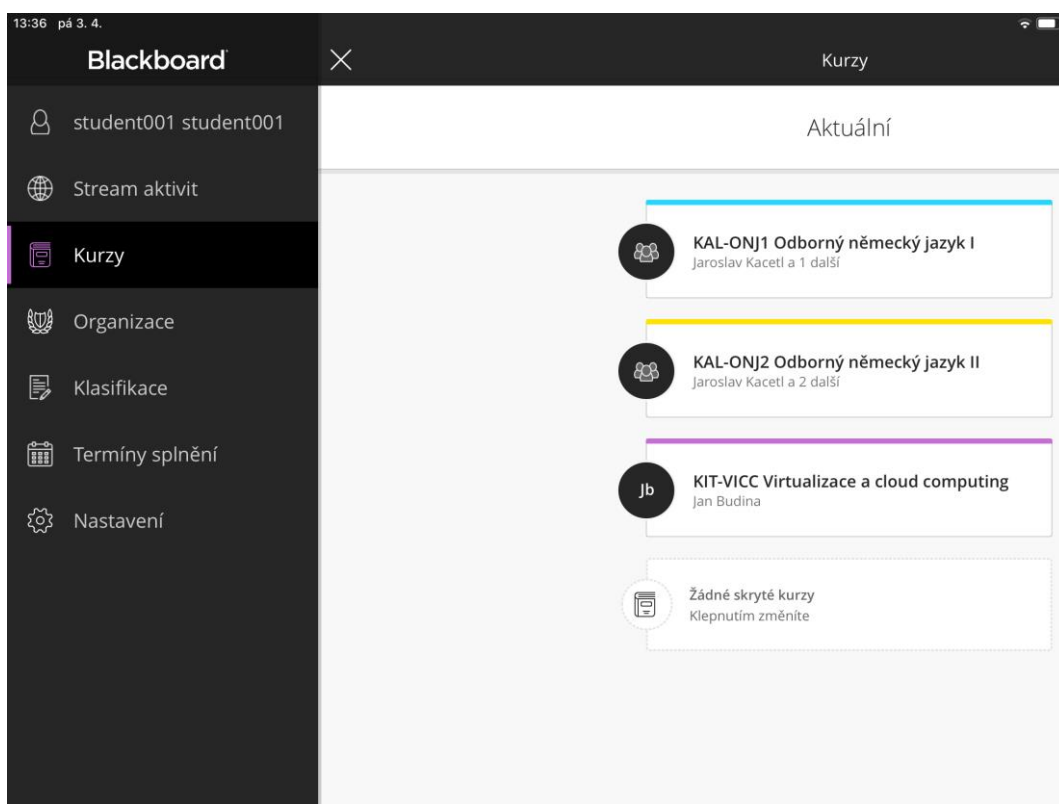 13:36 pá 3. 4.
Blackboard
Kurzy
student001 student001
Stream aktivit
Kurzy
Organizace
Klasifikace
Termíny splnění
Nastavení
Aktuální
KAL-ONJ1 Odborný německý jazyk I
Jaroslav Kacetl a 1 další
KAL-ONJ2 Odborný německý jazyk II
Jaroslav Kacetl a 2 další
Jb
KIT-VICC Virtualizace a cloud computing
Jan Budina
Žádné skryté kurzy
Klepnutím změníte